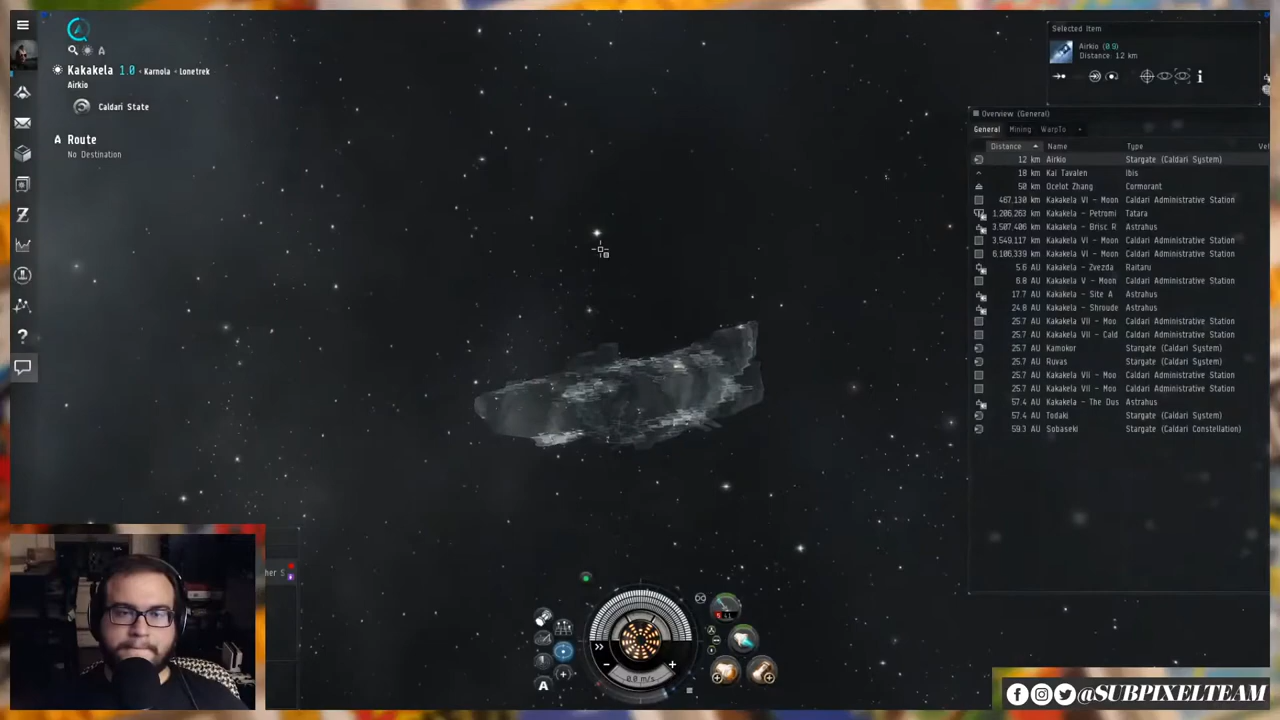 Kakakela 1.0 ‹ Karnola ‹ Lonetrek
Airkio
Caldari State
Route
No Destination
Selected Item
Airkio (0.9)
Distance: 12 km
Overview (General)
General Mining WarpTo
Distance Name Type
12 km Airkio Stargate (Caldari System)
18 km Kai Tavalen Ibis
50 km Ocelot Zhang Cormorant
467,130 km Kakakela VI - Moon Caldari Administrative Station
1,206,263 km Kakakela - Petromi Tatara
3,507,406 km Kakakela - Brisc R Astrahus
3,549,117 km Kakakela VI - Moon Caldari Administrative Station
6,106,339 km Kakakela VI - Moon Caldari Administrative Station
5.6 AU Kakakela - Zvezda Raitaru
6.8 AU Kakakela V - Moon Caldari Administrative Station
17.7 AU Kakakela - Site A Astrahus
24.8 AU Kakakela - Shroude Astrahus
25.7 AU Kakakela VII - Moo Caldari Administrative Station
25.7 AU Kakakela VII - Cald Caldari Administrative Station
25.7 AU Kamokor Stargate (Caldari System)
25.7 AU Ruvas Stargate (Caldari System)
25.7 AU Kakakela VII - Moo Caldari Administrative Station
25.7 AU Kakakela VII - Moo Caldari Administrative Station
57.4 AU Kakakela - The Dus Astrahus
57.4 AU Todaki Stargate (Caldari System)
59.3 AU Sobaseki Stargate (Caldari Constellation)
her S
0.0 m/s
A
@SUBPIXELTEAM